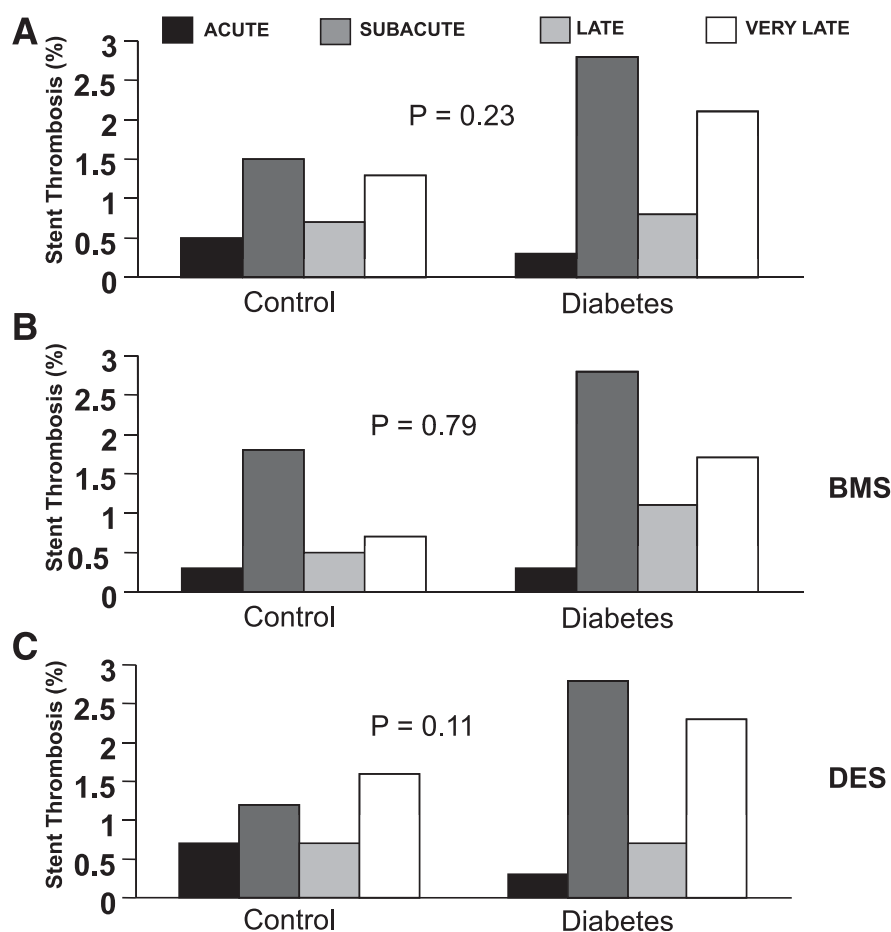 A
ACUTE
SUBACUTE
LATE
VERY LATE
Stent Thrombosis (%)
3
2.5
2
1.5
1
0.5
0
P = 0.23
Control
Diabetes
B
Stent Thrombosis (%)
3
2.5
2
1.5
1
0.5
0
P = 0.79
BMS
Control
Diabetes
C
Stent Thrombosis (%)
3
2.5
2
1.5
1
0.5
0
P = 0.11
DES
Control
Diabetes